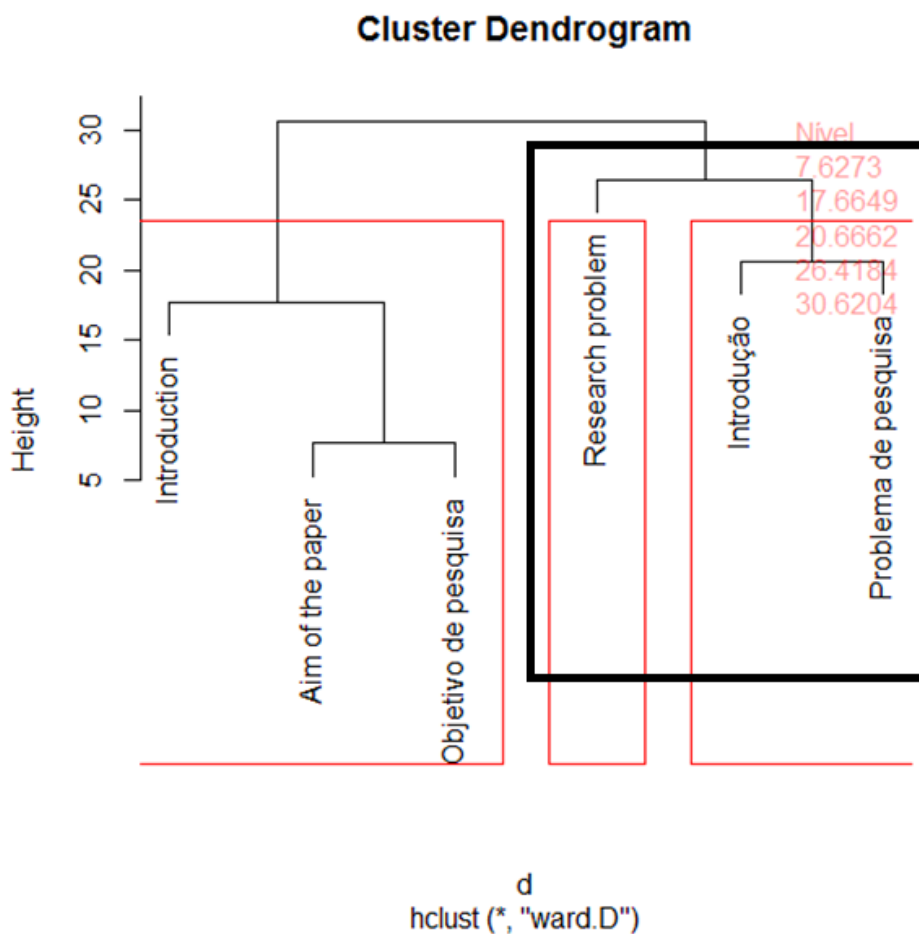 Cluster Dendrogram
Height
30
25
20
15
10
5
Nível
7.6273
17.6649
20.6662
26.4184
30.6204
Introduction
Aim of the paper
Objetivo de pesquisa
Research problem
Introdução
Problema de pesquisa
d
hclust (*, "ward.D")